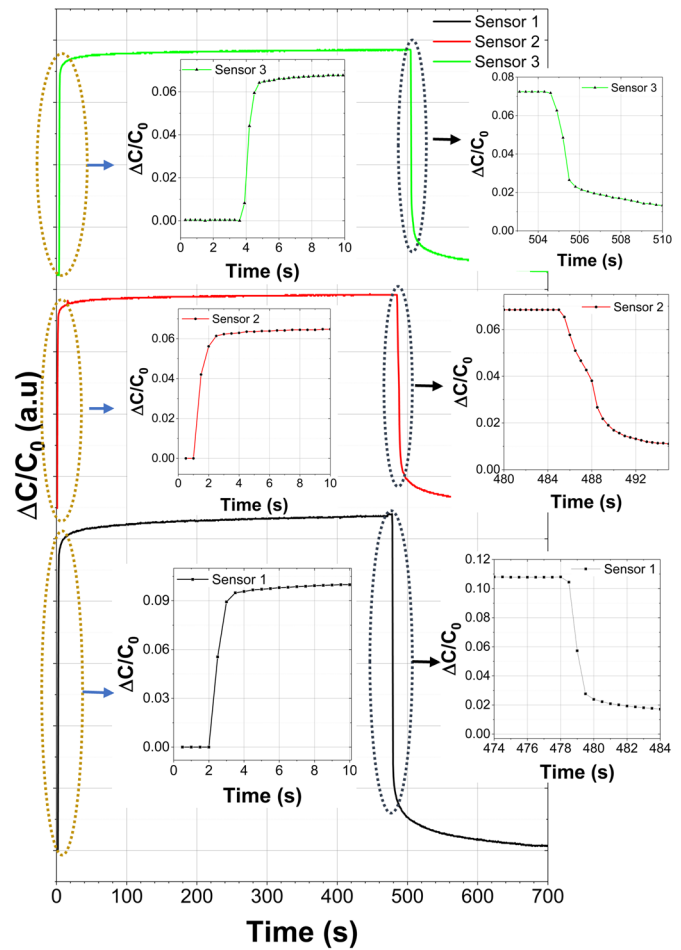 Sensor 1
Sensor 2
Sensor 3
ΔC/C0 (a.u)
Time (s)
0 100 200 300 400 500 600 700
Sensor 3
ΔC/C0
0.08
0.06
0.04
0.02
0.00
0 2 4 6 8 10
Time (s)
Sensor 3
ΔC/C0
0.08
0.06
0.04
0.02
0.00
504 506 508 510
Time (s)
Sensor 2
ΔC/C0
0.06
0.04
0.02
0.00
0 2 4 6 8 10
Time (s)
Sensor 2
ΔC/C0
0.06
0.04
0.02
0.00
480 484 488 492
Time (s)
Sensor 1
ΔC/C0
0.09
0.06
0.03
0.00
0 2 4 6 8 10
Time (s)
Sensor 1
ΔC/C0
0.12
0.10
0.08
0.06
0.04
0.02
0.00
474 476 478 480 482 484
Time (s)